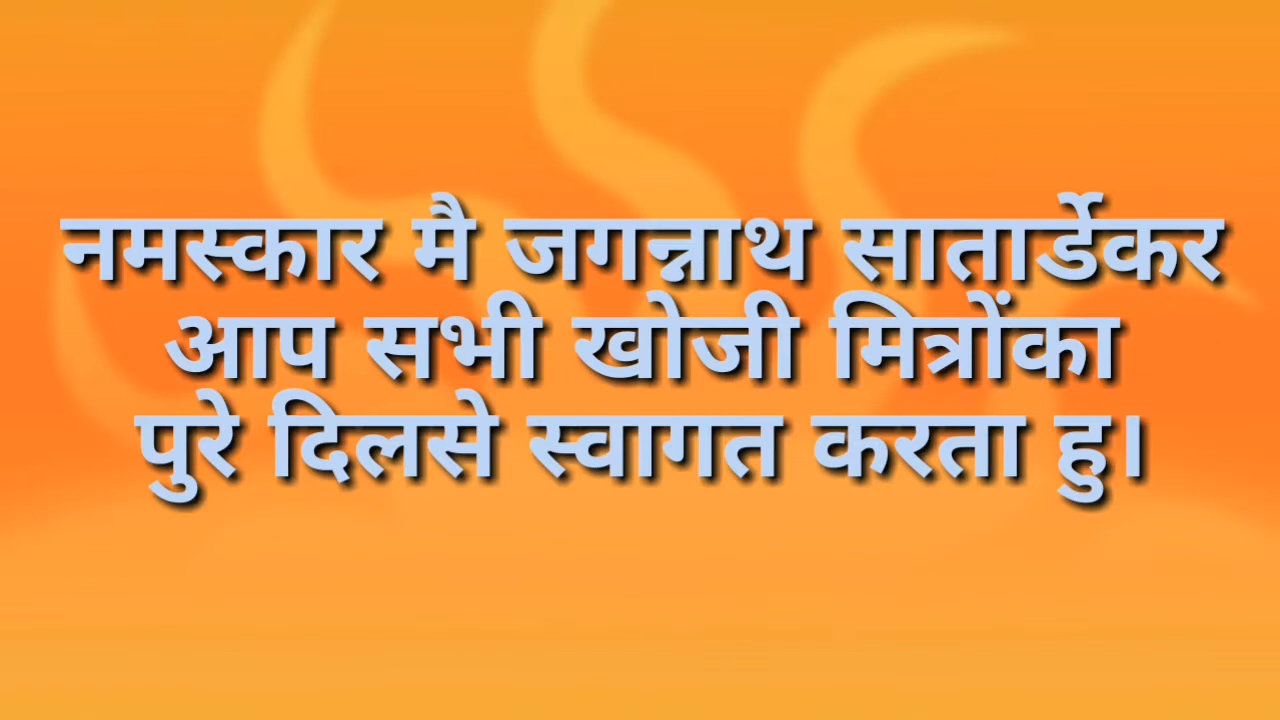 नमस्कार मै जगन्नाथ सातार्डेकर
आप सभी खोजी मित्रोंका
पुरे दिलसे स्वागत करता हु।